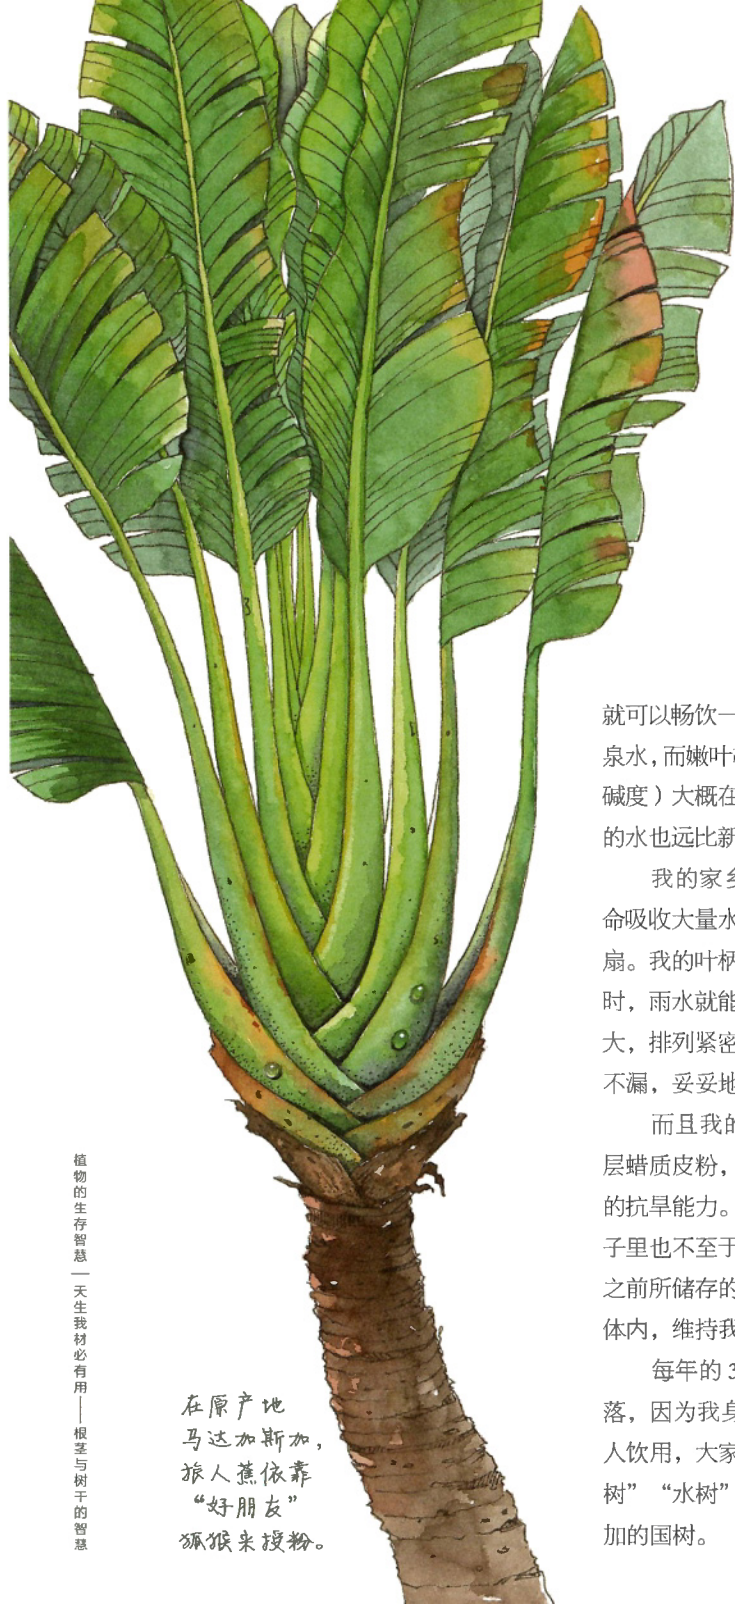 就可以畅饮一
泉水，而嫩叶
碱度）大概在
的水也远比新
我的家乡
命吸收大量水
扇。我的叶柄
时，雨水就能
大，排列紧密
不漏，妥妥地
而且我的
层蜡质皮粉，
的抗旱能力。
子里也不至于
之前所储存的
体内，维持我
每年的 3
落，因为我身
人饮用，大家
树”“水树”
加的国树。
植物的生存智慧｜天生我材必有用——根茎与树干的智慧
在原产地
马达加斯加，
旅人蕉依靠
“好朋友”
狐猴来授粉。